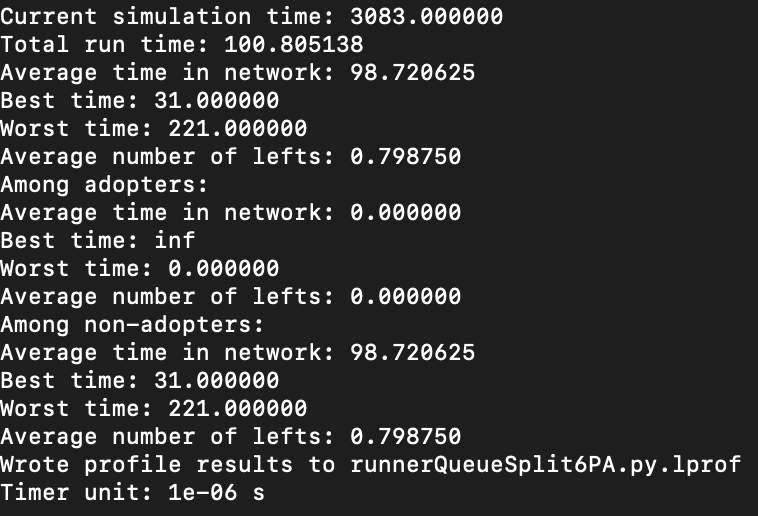 Current simulation time: 3083.000000
Total run time: 100.805138
Average time in network: 98.720625
Best time: 31.000000
Worst time: 221.000000
Average number of lefts: 0.798750
Among adopters:
Average time in network: 0.000000
Best time: inf
Worst time: 0.000000
Average number of lefts: 0.000000
Among non-adopters:
Average time in network: 98.720625
Best time: 31.000000
Worst time: 221.000000
Average number of lefts: 0.798750
Wrote profile results to runnerQueueSplit6PA.py.lprof
Timer unit: 1e-06 s